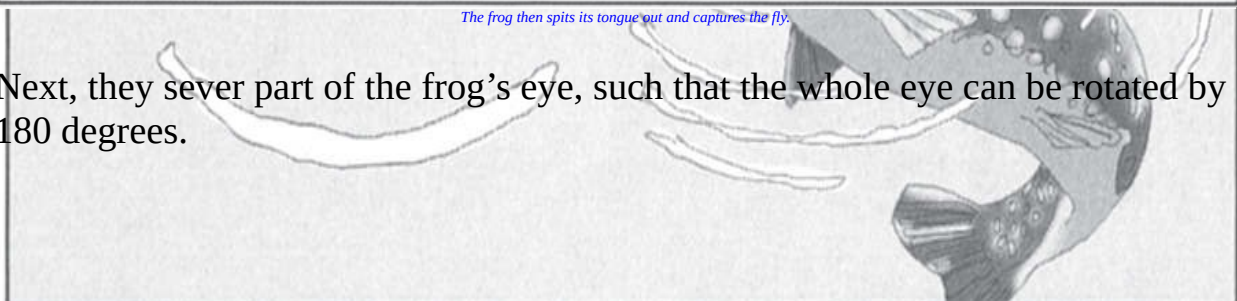 The frog then spits its tongue out and captures the fly.
Next, they sever part of the frog’s eye, such that the whole eye can be rotated by
180 degrees.